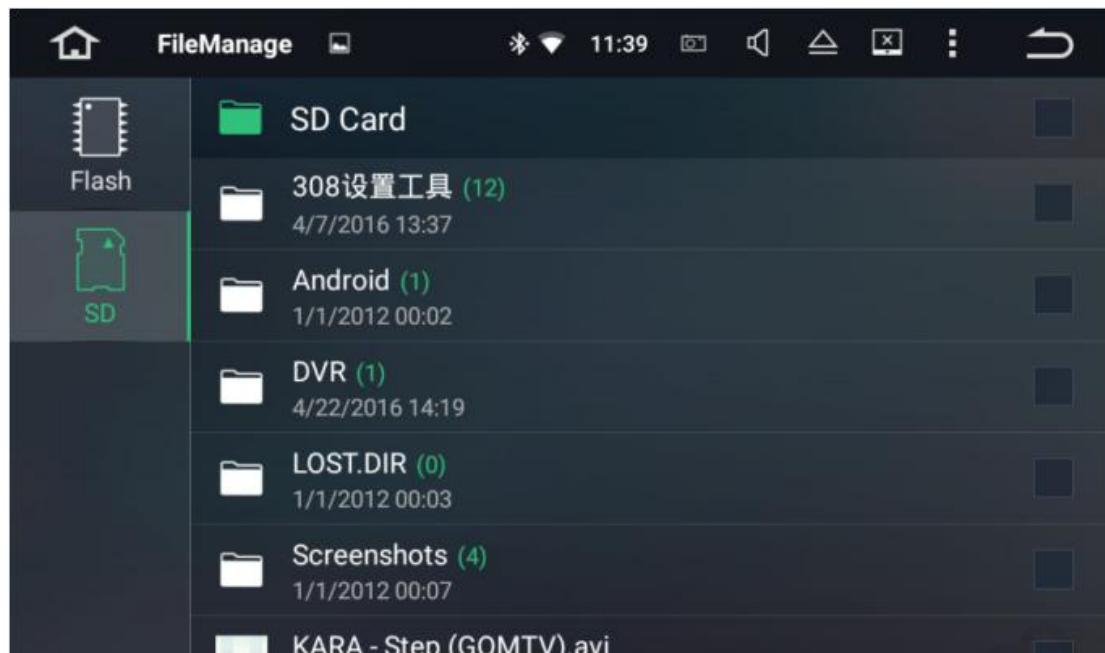 FileManage 11:39
Flash
SD
SD Card
308设置工具 (12)
4/7/2016 13:37
Android (1)
1/1/2012 00:02
DVR (1)
4/22/2016 14:19
LOST.DIR (0)
1/1/2012 00:03
Screenshots (4)
1/1/2012 00:07
KARA - Step (GOMTV).avi